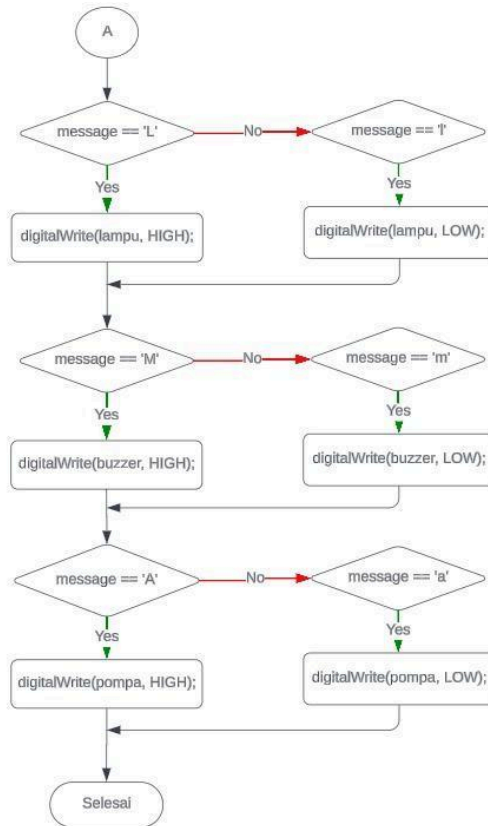 A
message == 'L'
No
message == 'l'
Yes
Yes
digitalWrite(lampu, HIGH);
digitalWrite(lampu, LOW);
message == 'M'
No
message == 'm'
Yes
Yes
digitalWrite(buzzer, HIGH);
digitalWrite(buzzer, LOW);
message == 'A'
No
message == 'a'
Yes
Yes
digitalWrite(pompa, HIGH);
digitalWrite(pompa, LOW);
Selesai